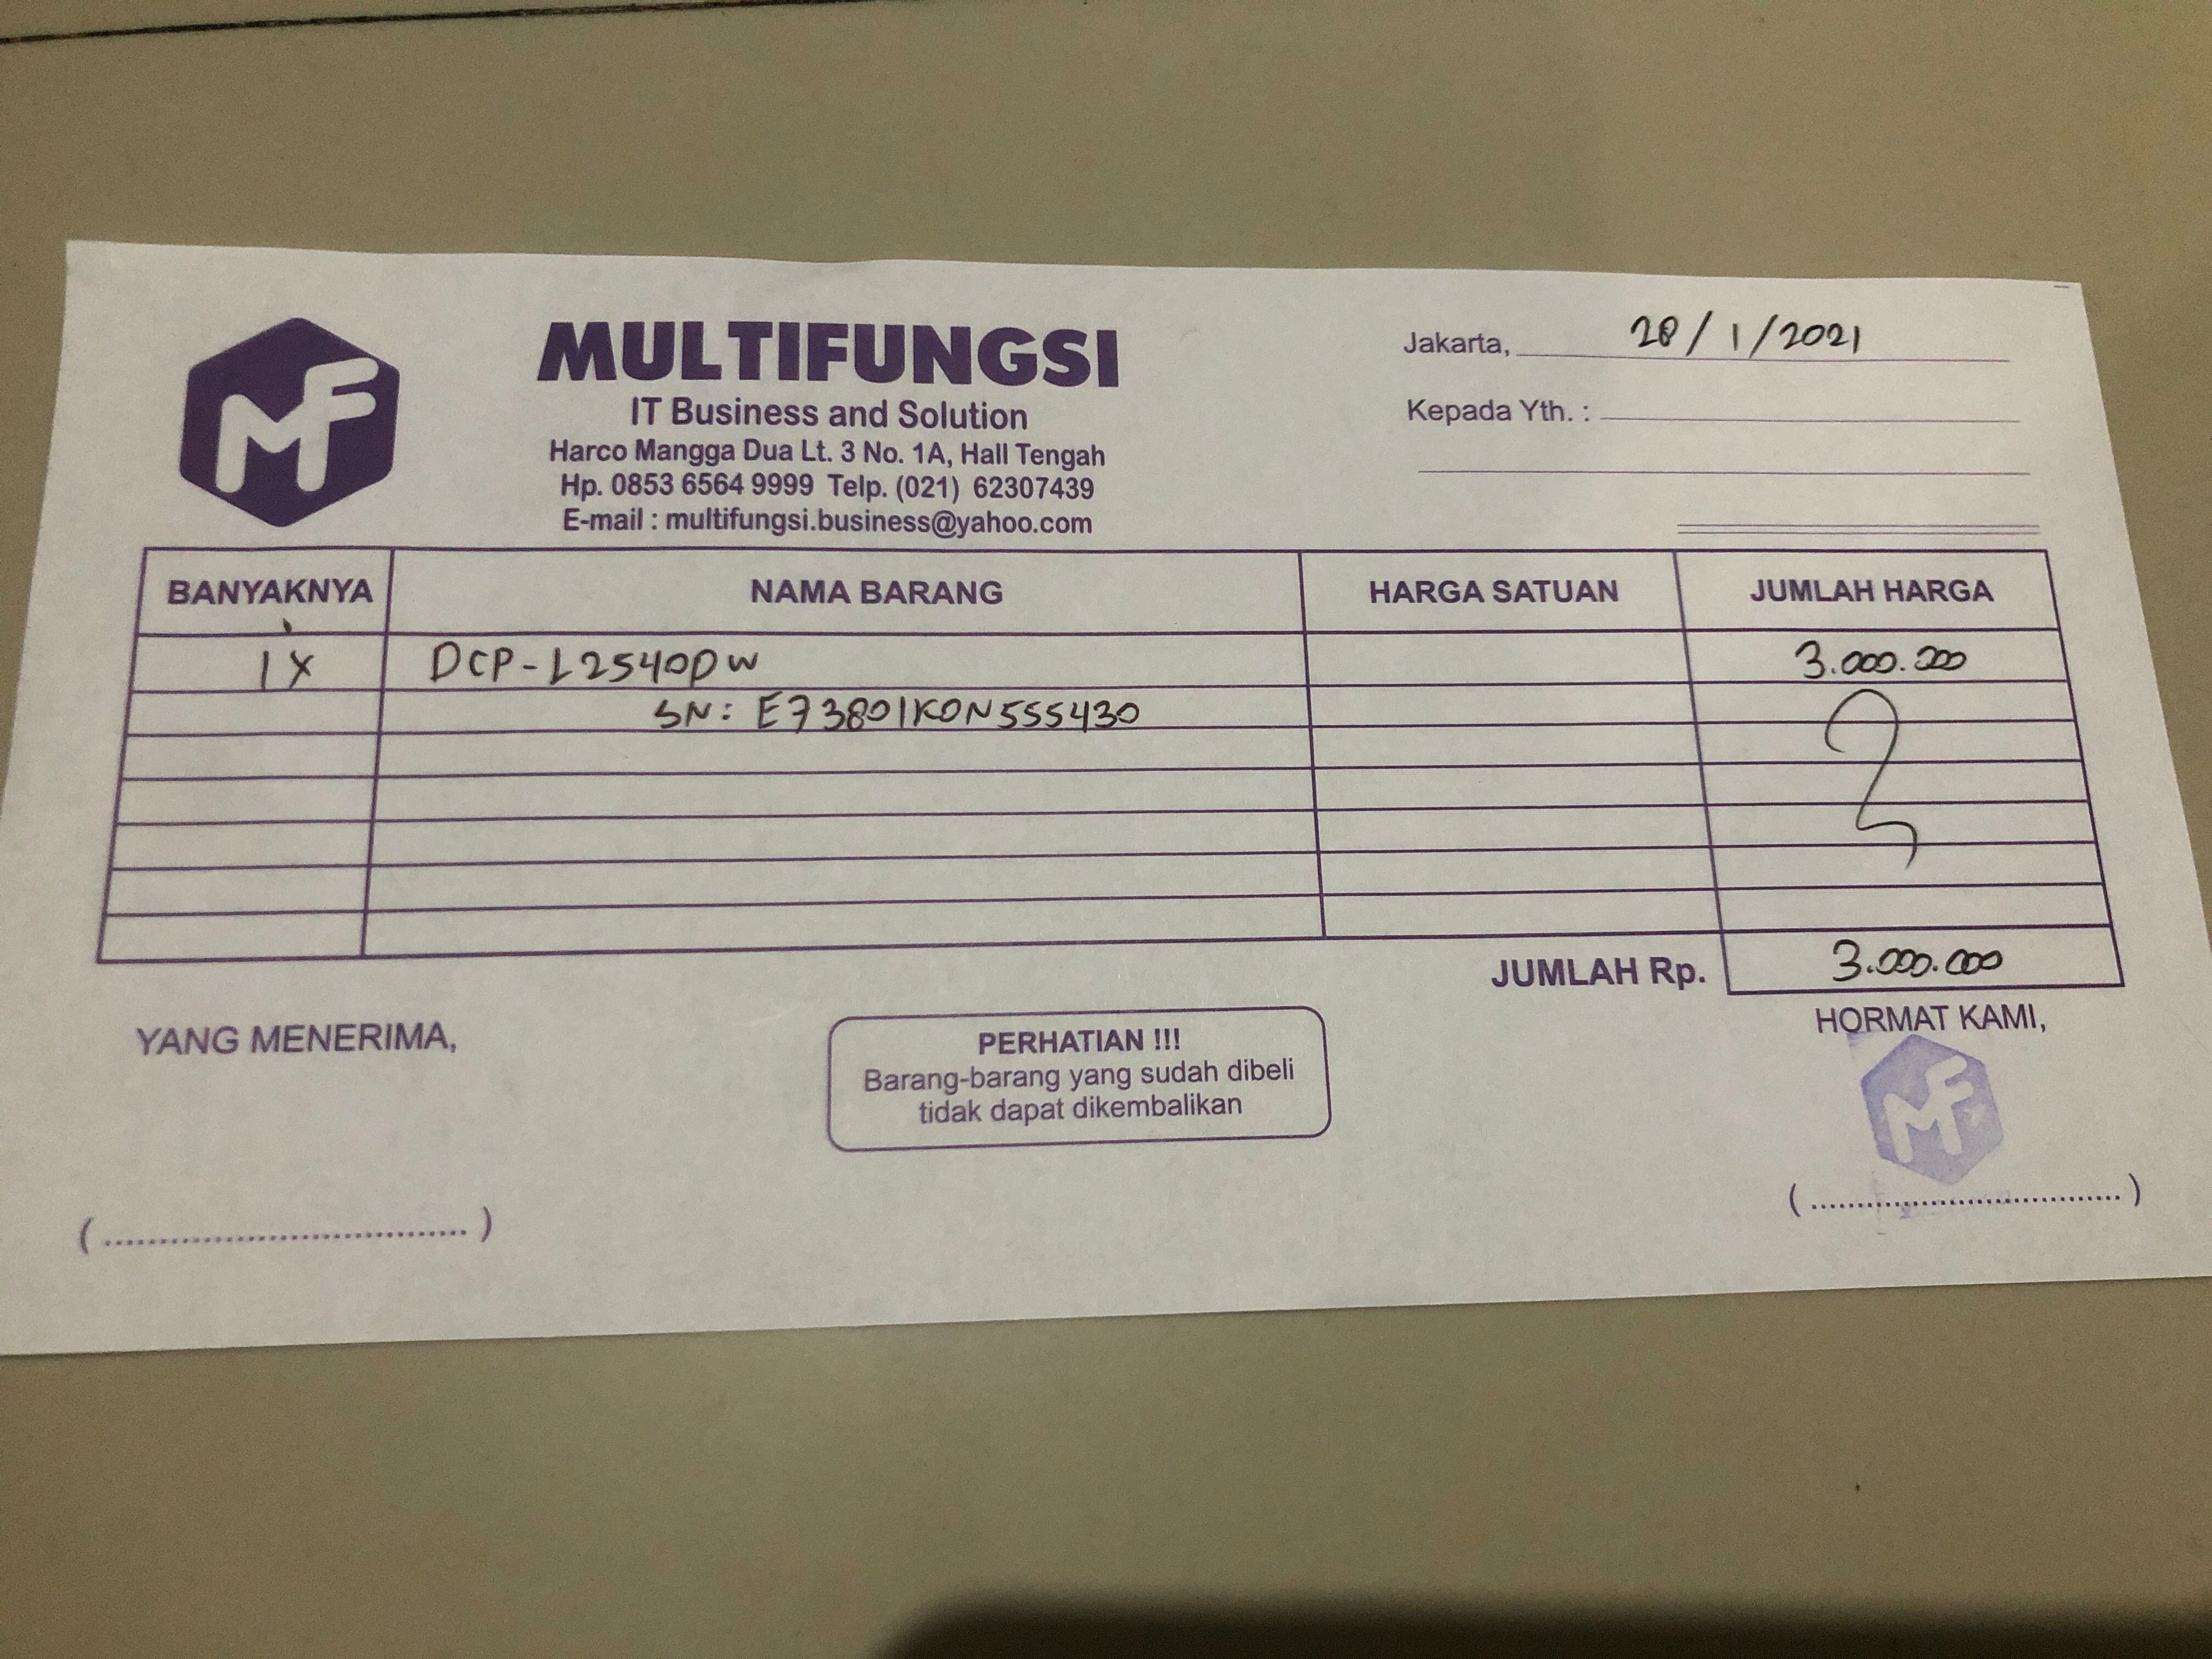 MF
MULTIFUNGSI
IT Business and Solution
Harco Mangga Dua Lt. 3 No. 1A, Hall Tengah
Hp. 0853 6564 9999 Telp. (021) 62307439
E-mail : multifungsi.business@yahoo.com
Jakarta, 28/1/2021
Kepada Yth. :
BANYAKNYA NAMA BARANG HARGA SATUAN JUMLAH HARGA
1X DCP-L2540DW 3.000.000
SN: E73801K0N555430
JUMLAH Rp. 3.000.000
YANG MENERIMA,
PERHATIAN !!!
Barang-barang yang sudah dibeli
tidak dapat dikembalikan
HORMAT KAMI,
MF
(....................................)
(....................................)